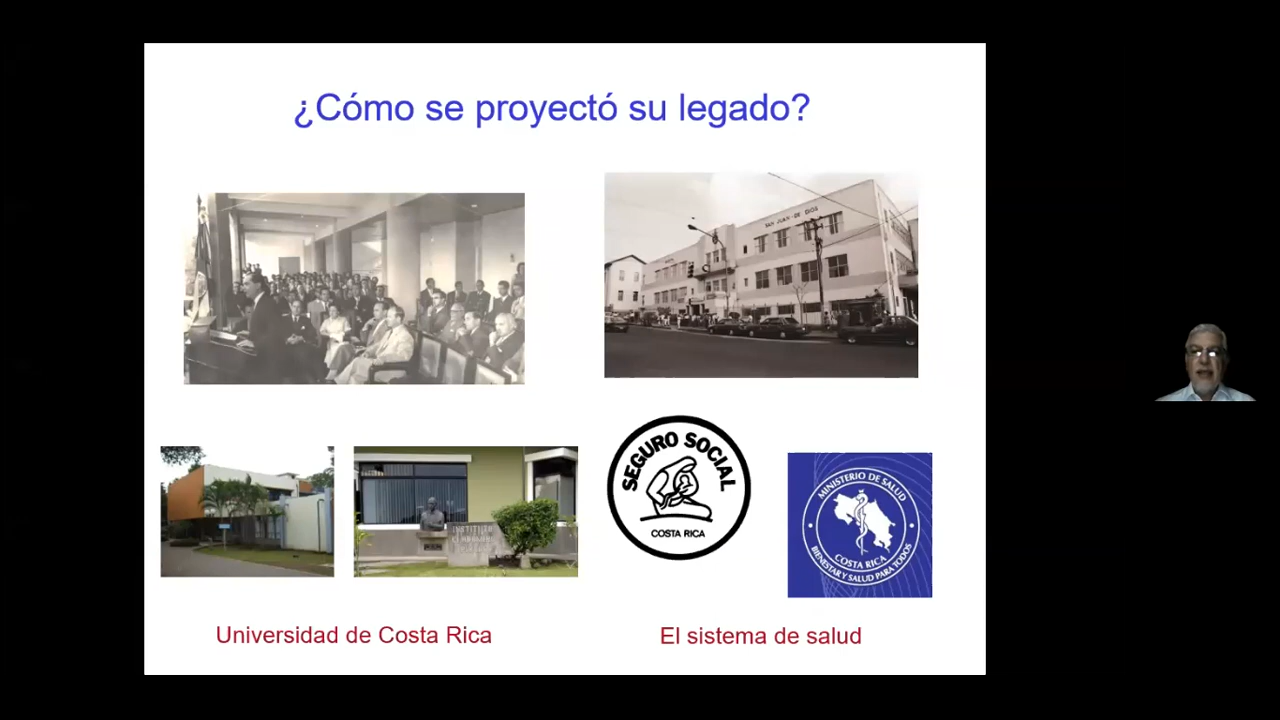 ¿Cómo se proyectó su legado?
SAN JUAN DE DIOS
INSTITUTO
SEGURO SOCIAL
COSTA RICA
MINISTERIO DE SALUD
COSTA RICA
BIENESTAR Y SALUD PARA TODOS
Universidad de Costa Rica
El sistema de salud